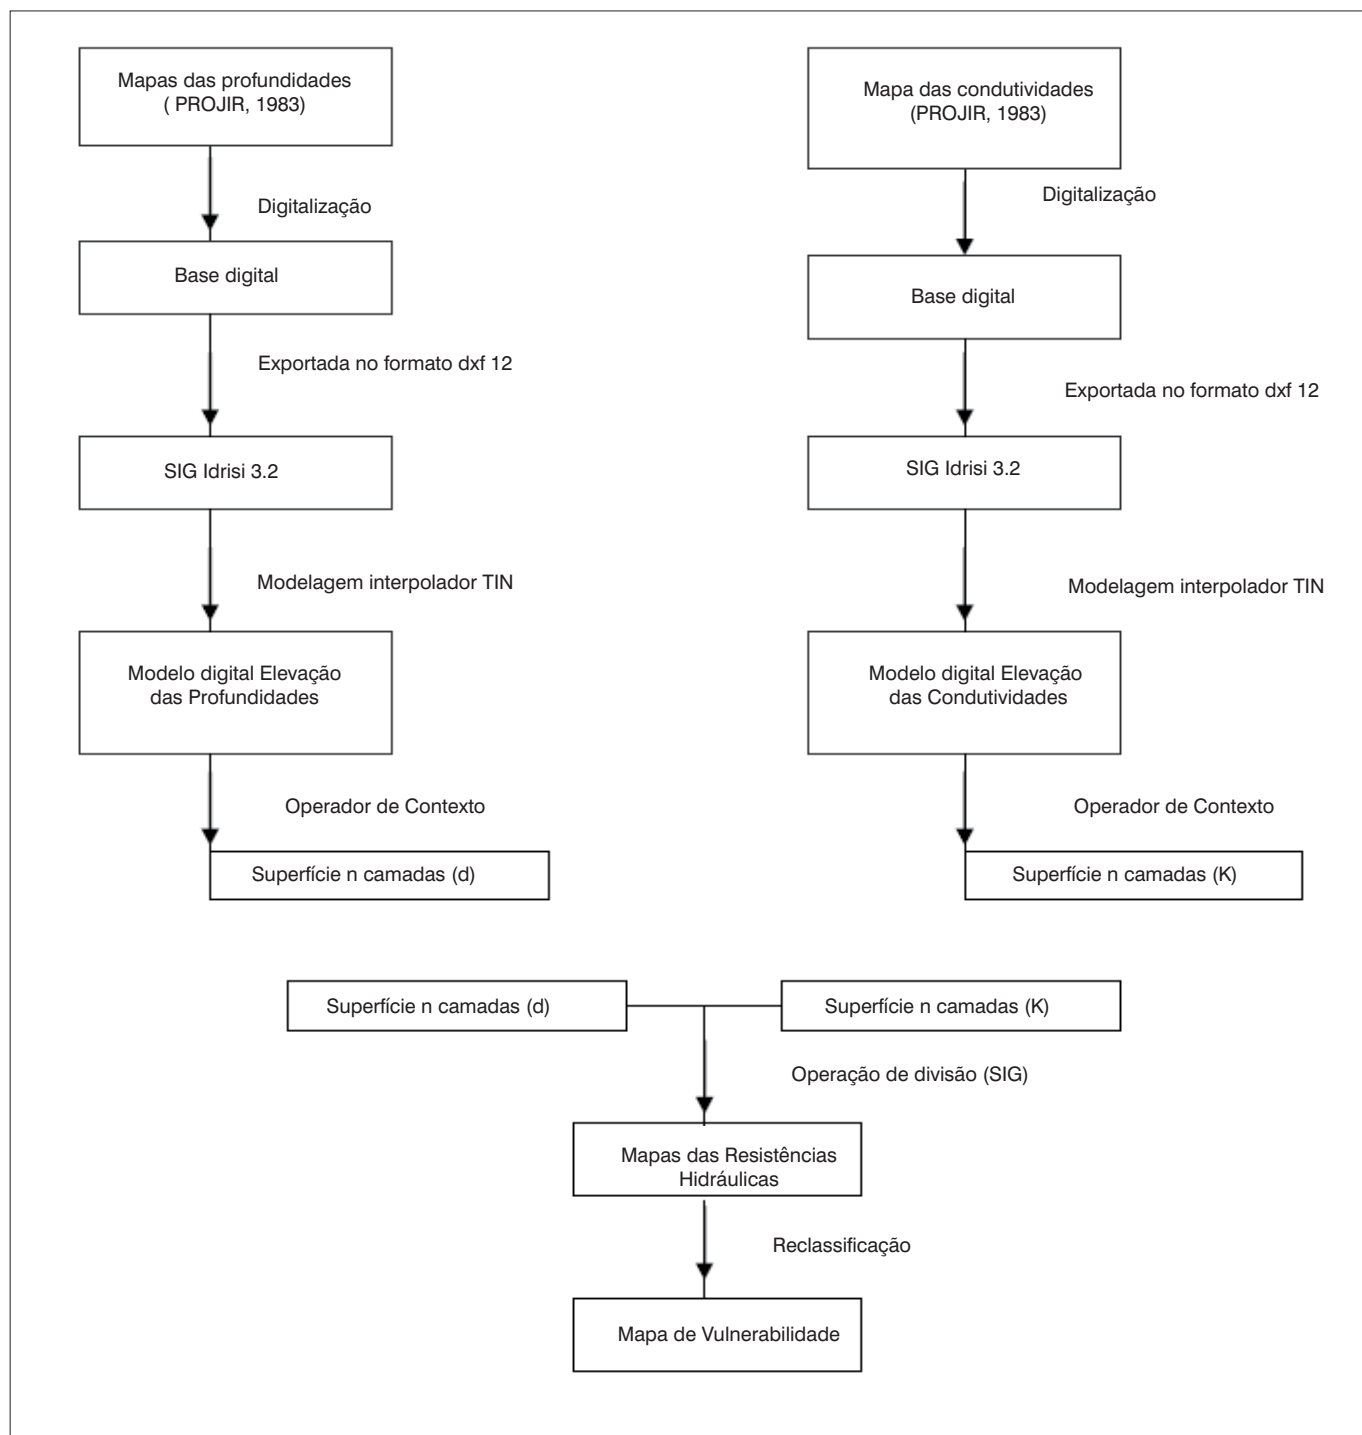 Mapas das profundidades
( PROJIR, 1983)
Digitalização
Base digital
Exportada no formato dxf 12
SIG Idrisi 3.2
Modelagem interpolador TIN
Modelo digital Elevação
das Profundidades
Operador de Contexto
Superfície n camadas (d)
Mapa das condutividades
(PROJIR, 1983)
Digitalização
Base digital
Exportada no formato dxf 12
SIG Idrisi 3.2
Modelagem interpolador TIN
Modelo digital Elevação
das Condutividades
Operador de Contexto
Superfície n camadas (K)
Superfície n camadas (d)
Superfície n camadas (K)
Operação de divisão (SIG)
Mapas das Resistências
Hidráulicas
Reclassificação
Mapa de Vulnerabilidade